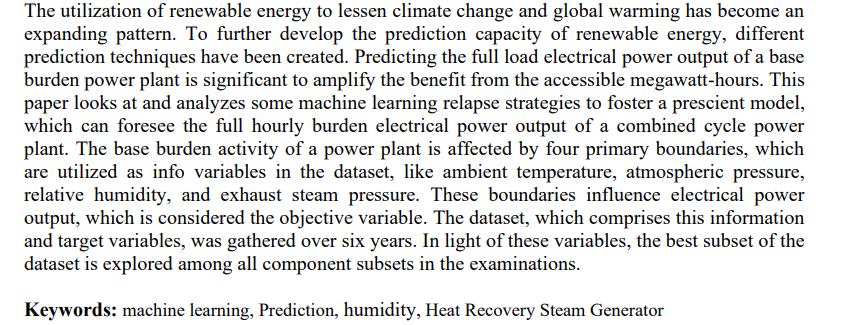 The utilization of renewable energy to lessen climate change and global warming has become an
expanding pattern. To further develop the prediction capacity of renewable energy, different
prediction techniques have been created. Predicting the full load electrical power output of a base
burden power plant is significant to amplify the benefit from the accessible megawatt-hours. This
paper looks at and analyzes some machine learning relapse strategies to foster a prescient model,
which can foresee the full hourly burden electrical power output of a combined cycle power
plant. The base burden activity of a power plant is affected by four primary boundaries, which
are utilized as info variables in the dataset, like ambient temperature, atmospheric pressure,
relative humidity, and exhaust steam pressure. These boundaries influence electrical power
output, which is considered the objective variable. The dataset, which comprises this information
and target variables, was gathered over six years. In light of these variables, the best subset of the
dataset is explored among all component subsets in the examinations.
Keywords: machine learning, Prediction, humidity, Heat Recovery Steam Generator